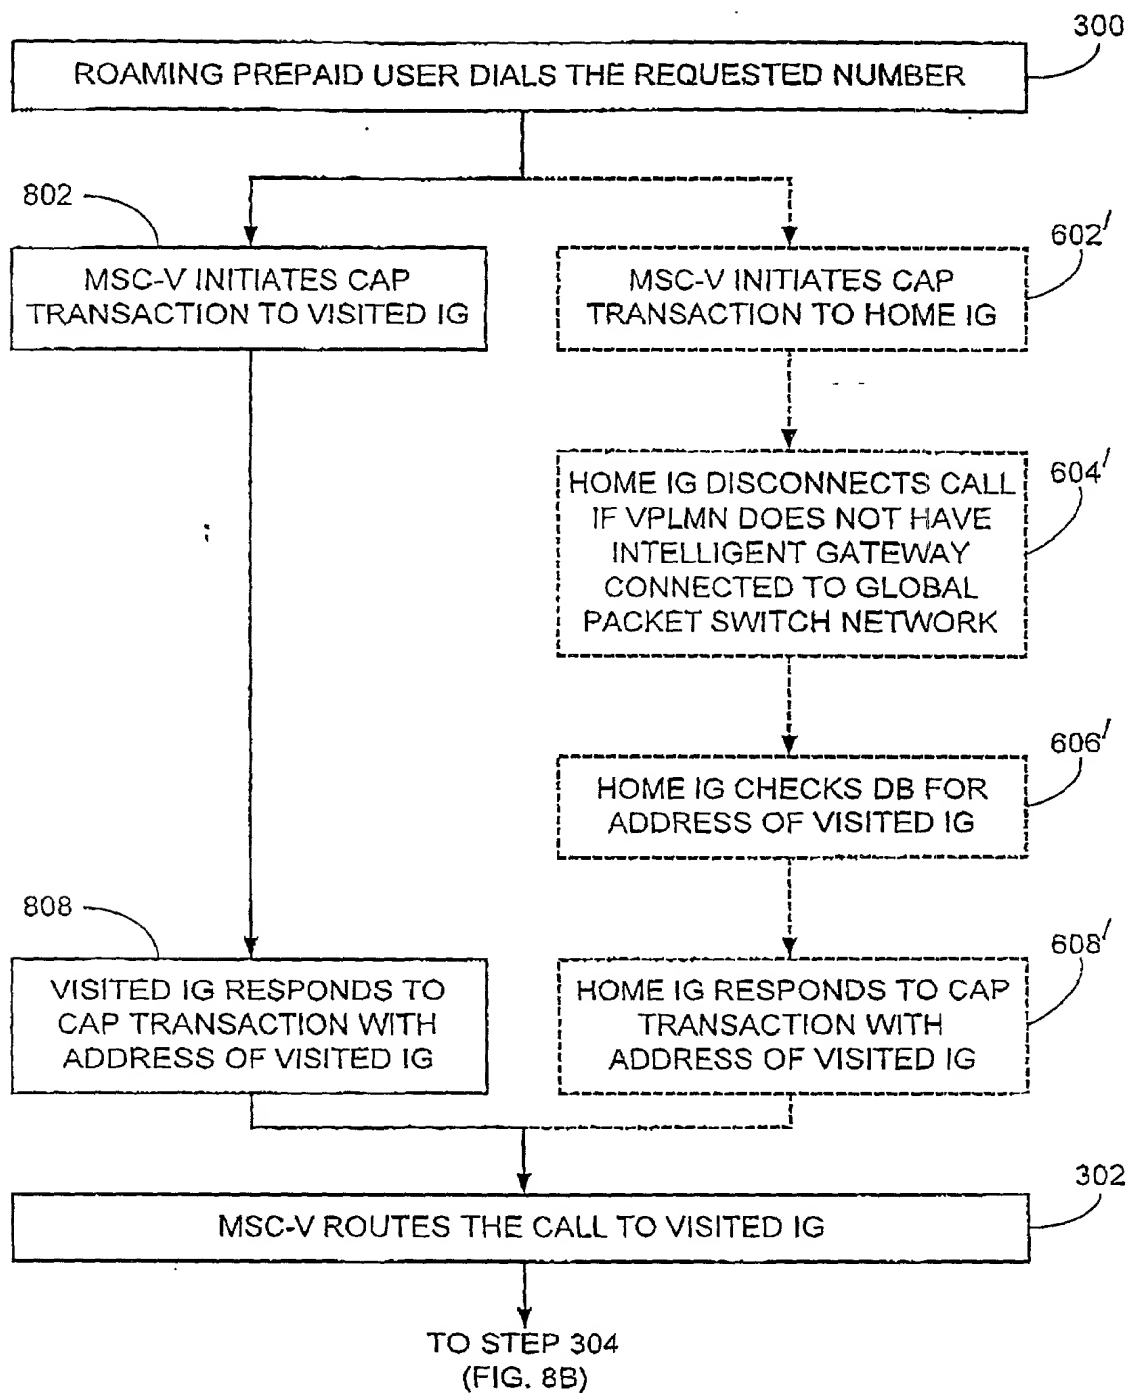 300
ROAMING PREPAID USER DIALS THE REQUESTED NUMBER
802
MSC-V INITIATES CAP
TRANSACTION TO VISITED IG
602'
MSC-V INITIATES CAP
TRANSACTION TO HOME IG
604'
HOME IG DISCONNECTS CALL
IF VPLMN DOES NOT HAVE
INTELLIGENT GATEWAY
CONNECTED TO GLOBAL
PACKET SWITCH NETWORK
606'
HOME IG CHECKS DB FOR
ADDRESS OF VISITED IG
808
VISITED IG RESPONDS TO
CAP TRANSACTION WITH
ADDRESS OF VISITED IG
608'
HOME IG RESPONDS TO CAP
TRANSACTION WITH
ADDRESS OF VISITED IG
302
MSC-V ROUTES THE CALL TO VISITED IG
TO STEP 304
(FIG. 8B)